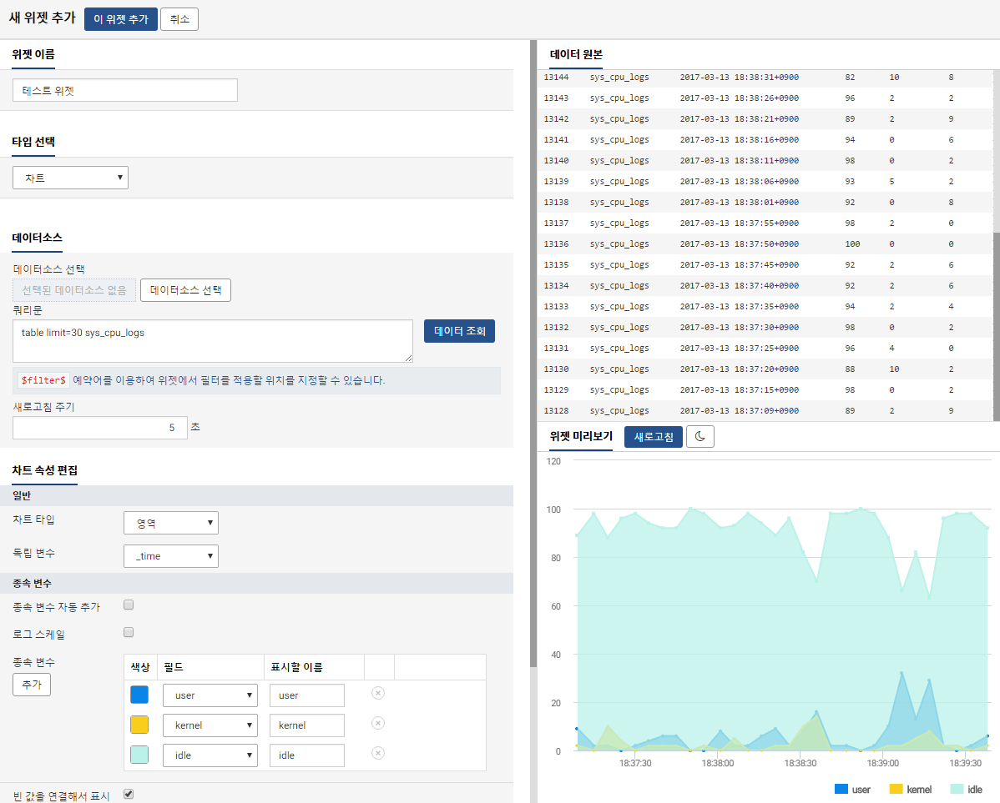 새 위젯 추가 이 위젯 추가 취소
위젯 이름
테스트 위젯
타입 선택
차트
데이터소스
데이터소스 선택
선택된 데이터소스 없음 데이터소스 선택
쿼리문
table limit=30 sys_cpu_logs
데이터 조회
$filter$ 예약어를 이용하여 위젯에서 필터를 적용할 위치를 지정할 수 있습니다.
새로고침 주기
5 초
차트 속성 편집
일반
차트 타입 영역
독립 변수 _time
종속 변수
종속 변수 자동 추가
로그 스케일
종속 변수
추가
색상 필드 표시할 이름
user user
kernel kernel
idle idle
빈 값을 연결해서 표시
데이터 원본
13144 sys_cpu_logs 2017-03-13 18:38:31+0900 82 10 8
13143 sys_cpu_logs 2017-03-13 18:38:26+0900 96 2 2
13142 sys_cpu_logs 2017-03-13 18:38:21+0900 89 2 9
13141 sys_cpu_logs 2017-03-13 18:38:16+0900 94 0 6
13140 sys_cpu_logs 2017-03-13 18:38:11+0900 98 0 2
13139 sys_cpu_logs 2017-03-13 18:38:06+0900 93 5 2
13138 sys_cpu_logs 2017-03-13 18:38:01+0900 92 0 8
13137 sys_cpu_logs 2017-03-13 18:37:55+0900 98 2 0
13136 sys_cpu_logs 2017-03-13 18:37:50+0900 100 0 0
13135 sys_cpu_logs 2017-03-13 18:37:45+0900 92 2 6
13134 sys_cpu_logs 2017-03-13 18:37:40+0900 92 2 6
13133 sys_cpu_logs 2017-03-13 18:37:35+0900 94 2 4
13132 sys_cpu_logs 2017-03-13 18:37:30+0900 98 0 2
13131 sys_cpu_logs 2017-03-13 18:37:25+0900 96 4 0
13130 sys_cpu_logs 2017-03-13 18:37:20+0900 88 10 2
13129 sys_cpu_logs 2017-03-13 18:37:15+0900 98 0 2
13128 sys_cpu_logs 2017-03-13 18:37:09+0900 89 2 9
위젯 미리보기 새로고침
120
100
80
60
40
20
0
18:37:30 18:38:00 18:38:30 18:39:00 18:39:30
user kernel idle